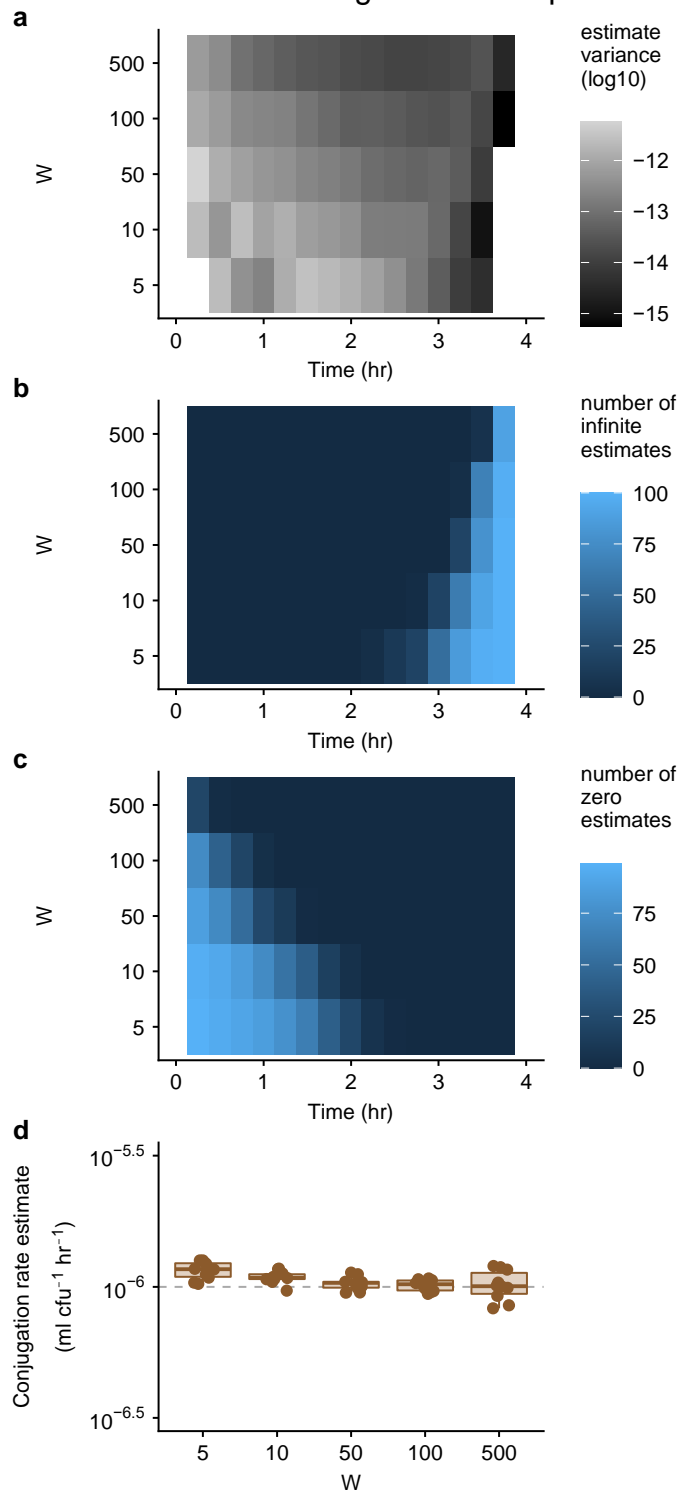 a
estimate
variance
(log10)
500
100
50
10
5
W
−12
−13
−14
−15
0 1 2 3 4
Time (hr)
b
number of
infinite
estimates
500
100
50
10
5
W
100
75
50
25
0
0 1 2 3 4
Time (hr)
c
number of
zero
estimates
500
100
50
10
5
W
75
50
25
0
0 1 2 3 4
Time (hr)
d
Conjugation rate estimate
(ml cfu⁻¹ hr⁻¹)
10⁻⁵·⁵
10⁻⁶
10⁻⁶·⁵
5 10 50 100 500
W